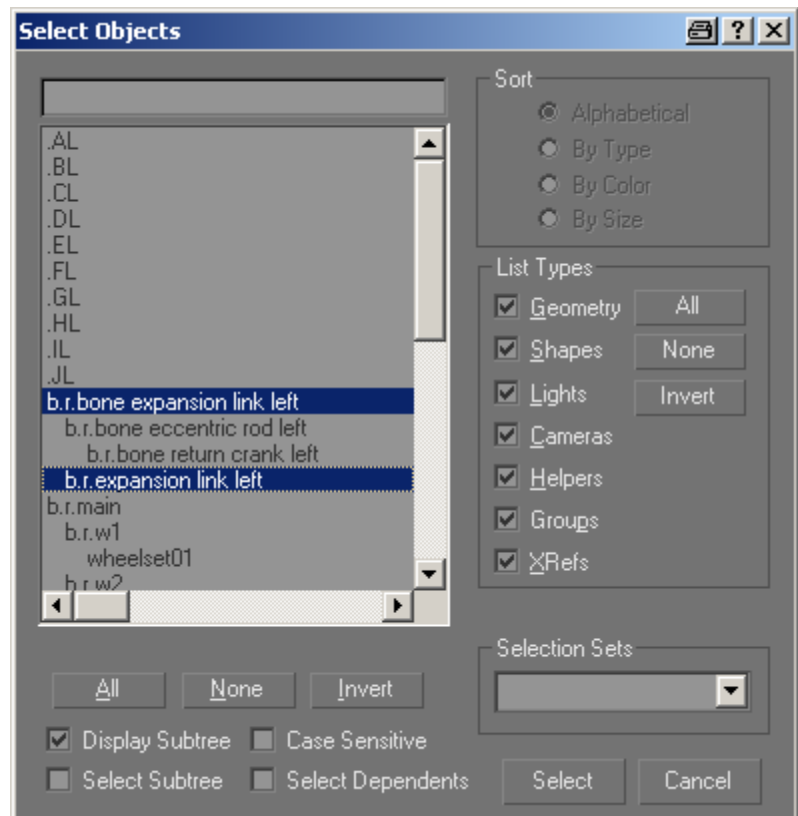 Select Objects
.AL
.BL
.CL
.DL
.EL
.FL
.GL
.HL
.IL
.JL
b.r.bone expansion link left
b.r.bone eccentric rod left
b.r.bone return crank left
b.r.expansion link left
b.r.main
b.r.w1
wheelset01
b.r.w2
All None Invert
Display Subtree Case Sensitive
Select Subtree Select Dependents
Sort
Alphabetical
By Type
By Color
By Size
List Types
Geometry All
Shapes None
Lights Invert
Cameras
Helpers
Groups
XRefs
Selection Sets
Select Cancel